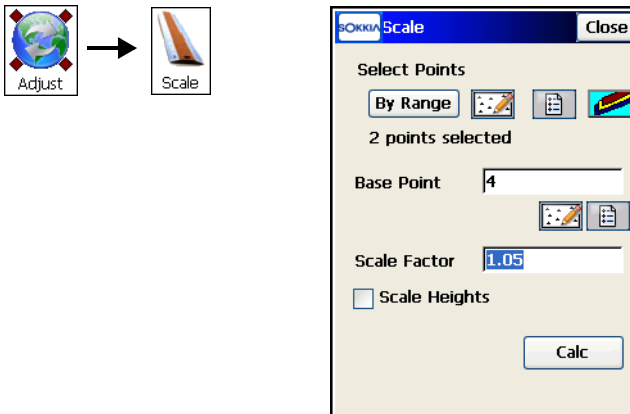 Adjust
Scale
SOKKIA Scale Close
Select Points
By Range
2 points selected
Base Point 4
Scale Factor 1.05
Scale Heights
Calc